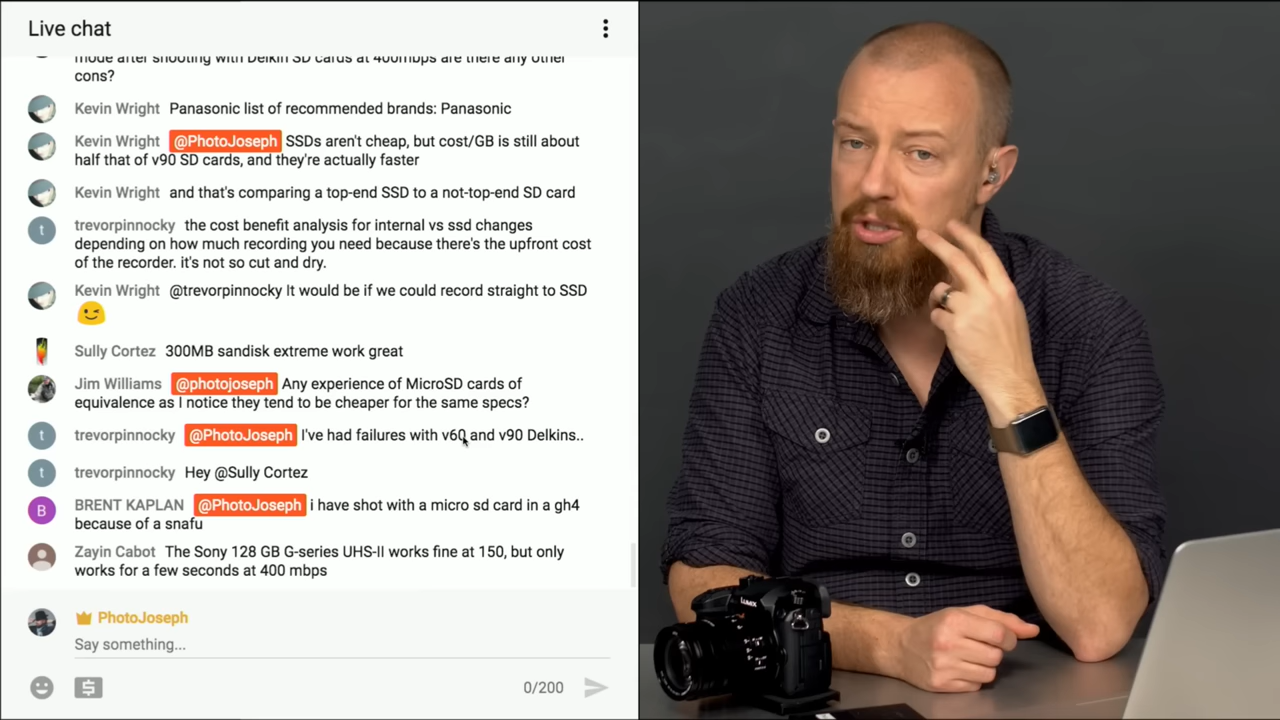 Live chat
mode after shooting with Delkin SD cards at 400mbps are there any other
cons?
Kevin Wright Panasonic list of recommended brands: Panasonic
Kevin Wright @PhotoJoseph SSDs aren't cheap, but cost/GB is still about
half that of v90 SD cards, and they're actually faster
Kevin Wright and that's comparing a top-end SSD to a not-top-end SD card
t trevorpinnocky the cost benefit analysis for internal vs ssd changes
depending on how much recording you need because there's the upfront cost
of the recorder. it's not so cut and dry.
Kevin Wright @trevorpinnocky It would be if we could record straight to SSD
😉
Sully Cortez 300MB sandisk extreme work great
Jim Williams @photojoseph Any experience of MicroSD cards of
equivalence as I notice they tend to be cheaper for the same specs?
t trevorpinnocky @PhotoJoseph I've had failures with v60 and v90 Delkins..
t trevorpinnocky Hey @Sully Cortez
B BRENT KAPLAN @PhotoJoseph i have shot with a micro sd card in a gh4
because of a snafu
Zayin Cabot The Sony 128 GB G-series UHS-II works fine at 150, but only
works for a few seconds at 400 mbps
PhotoJoseph
Say something...
$ 0/200
LUMIX